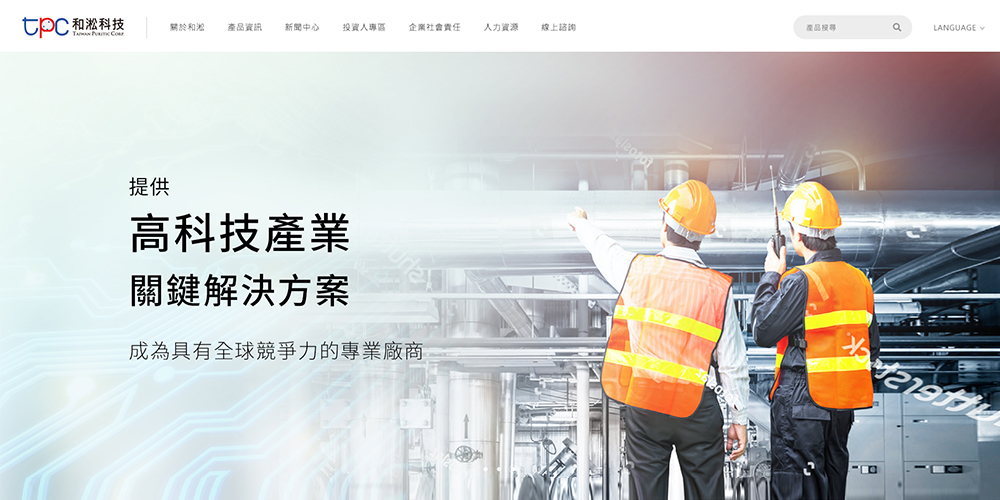 tpc 和淞科技
TAIWAN PURITIC CORP
關於和淞 產品資訊 新聞中心 投資人專區 企業社會責任 人力資源 線上諮詢
產品搜尋
LANGUAGE
提供
高科技產業
關鍵解決方案
成為具有全球競爭力的專業廠商